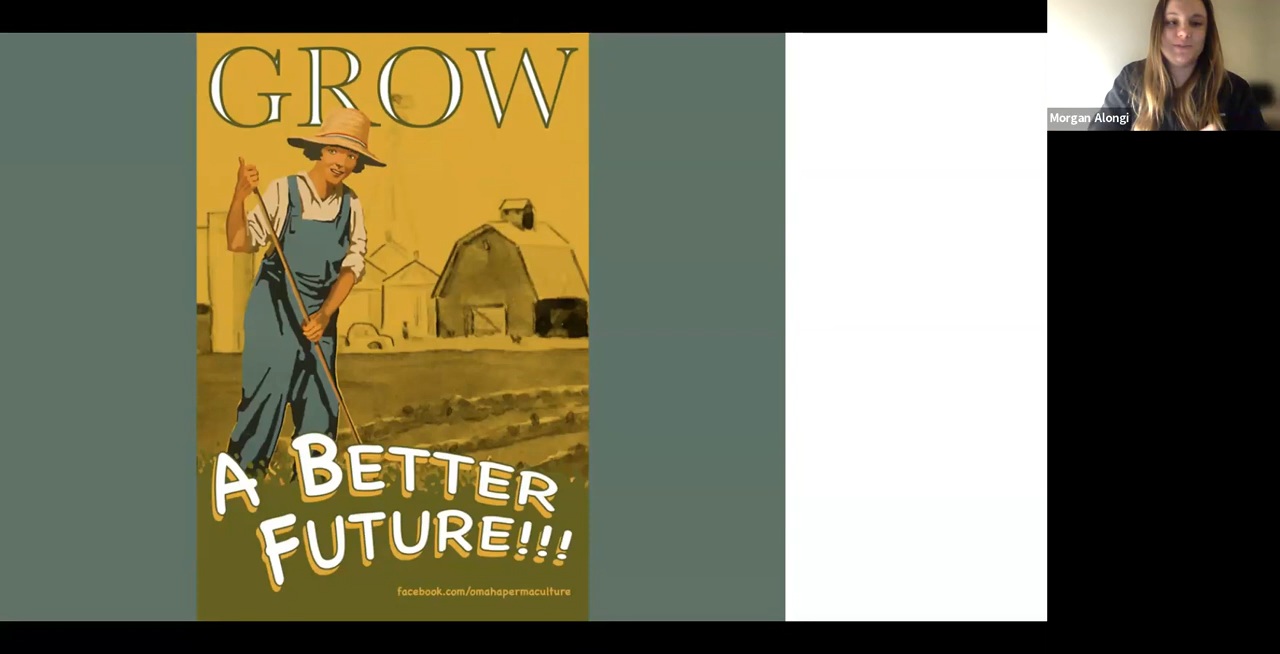 GROW
A BETTER
FUTURE!!!
facebook.com/omahapermaculture
Morgan Alongi